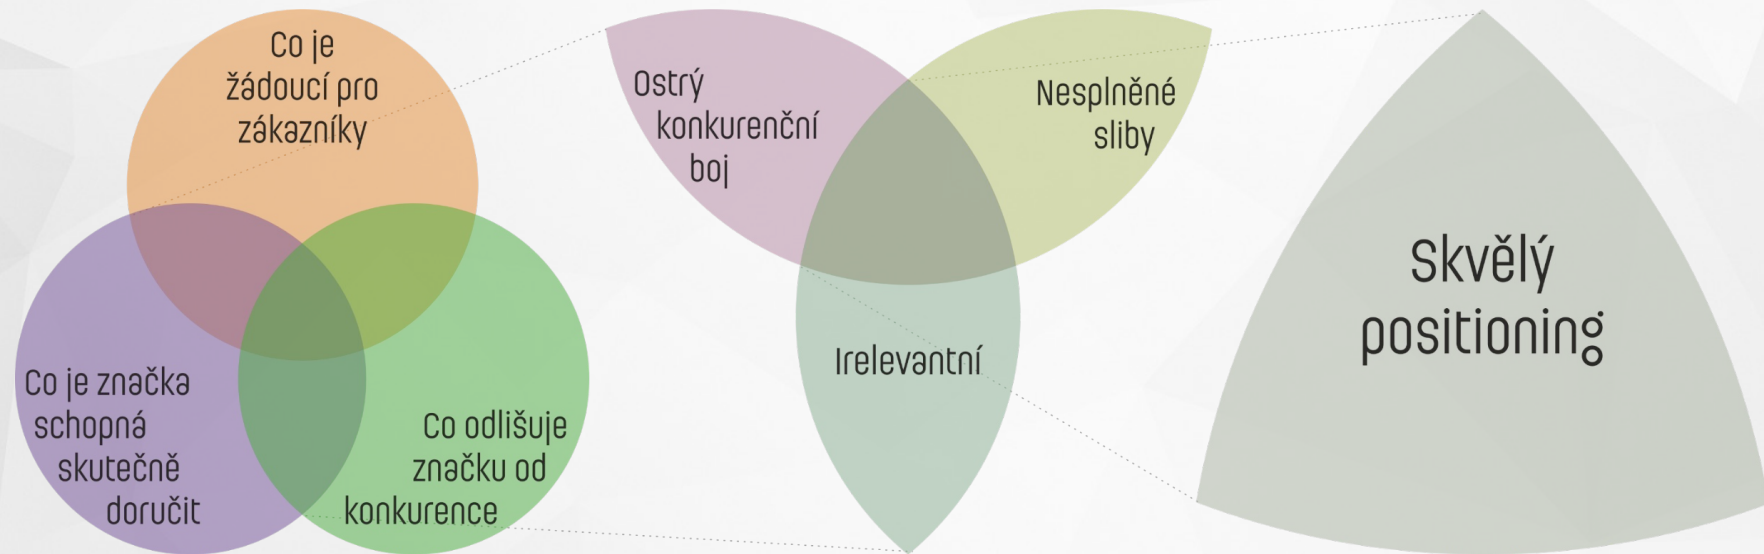 Co je
žádoucí pro
zákazníky
Co je značka
schopná
skutečně
doručit
Co odlišuje
značku od
konkurence
Ostrý
konkurenční
boj
Nesplněné
sliby
Irelevantní
Skvělý
positioning